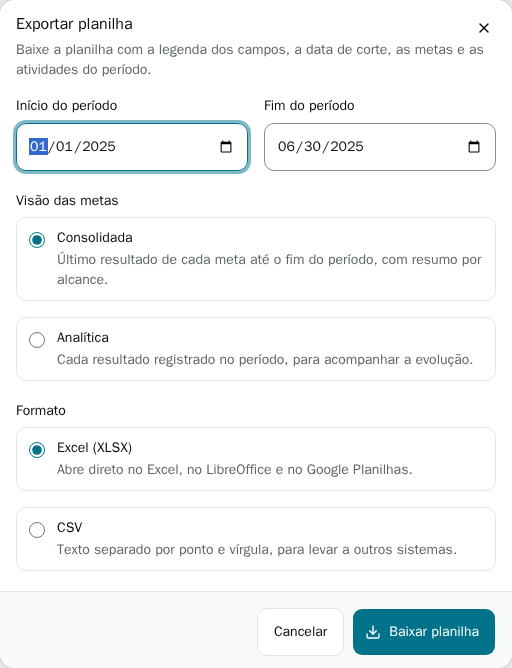 Exportar planilha
Baixe a planilha com a legenda dos campos, a data de corte, as metas e as
atividades do período.
Início do período
Fim do período
01/01/2025
06/30/2025
Visão das metas
Consolidada
Último resultado de cada meta até o fim do período, com resumo por
alcance.
Analítica
Cada resultado registrado no período, para acompanhar a evolução.
Formato
Excel (XLSX)
Abre direto no Excel, no LibreOffice e no Google Planilhas.
CSV
Texto separado por ponto e vírgula, para levar a outros sistemas.
Cancelar
Baixar planilha